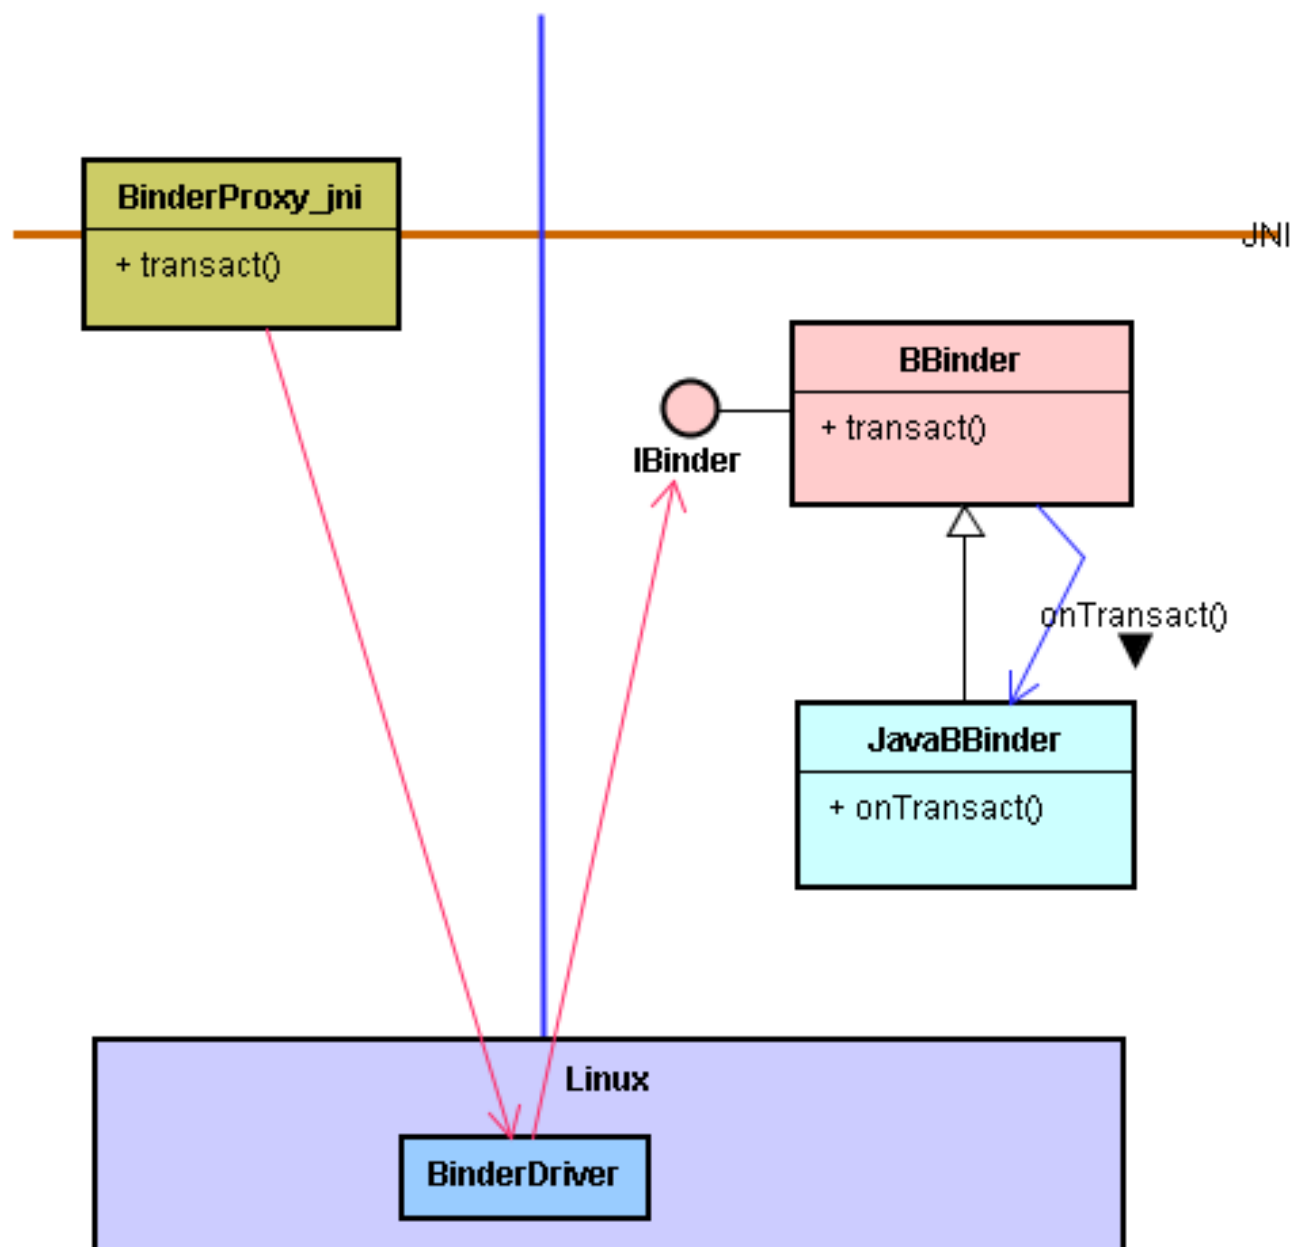 BinderProxy_jni
+ transact()
JNI
BBinder
+ transact()
IBinder
onTransact()
JavaBBinder
+ onTransact()
Linux
BinderDriver